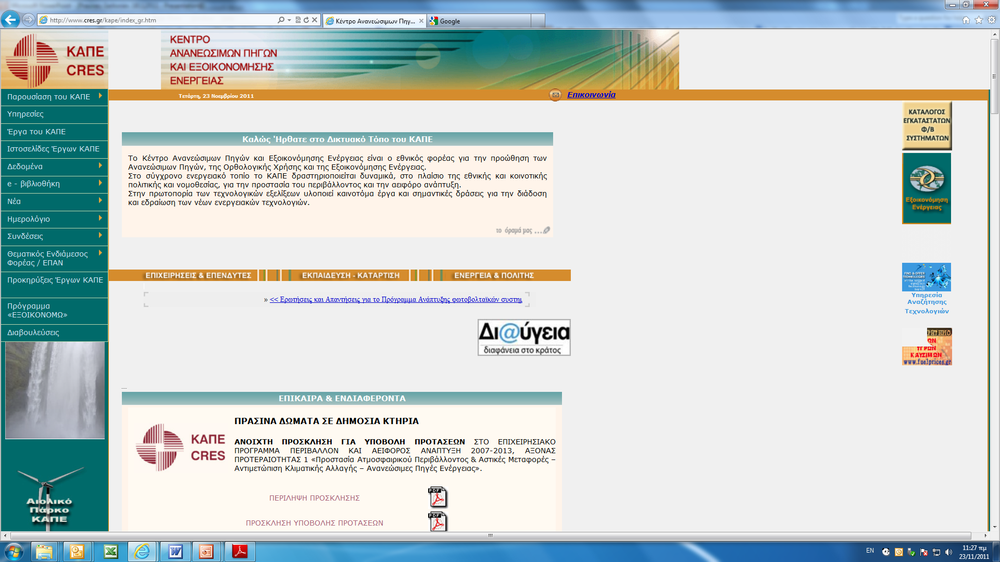 http://www.cres.gr/kape/index_gr.htm
Κέντρο Ανανεώσιμων Πηγ...
Google
ΚΑΠΕ
CRES
ΚΕΝΤΡΟ
ΑΝΑΝΕΩΣΙΜΩΝ ΠΗΓΩΝ
ΚΑΙ ΕΞΟΙΚΟΝΟΜΗΣΗΣ
ΕΝΕΡΓΕΙΑΣ
Τετάρτη, 23 Νοεμβρίου 2011
Επικοινωνία
Παρουσίαση του ΚΑΠΕ
Υπηρεσίες
Έργα του ΚΑΠΕ
Ιστοσελίδες Έργων ΚΑΠΕ
Δεδομένα
e - βιβλιοθήκη
Νέα
Ημερολόγιο
Συνδέσεις
Θεματικός Ενδιάμεσος
Φορέας / ΕΠΑΝ
Προκηρύξεις Έργων ΚΑΠΕ
Πρόγραμμα
«ΕΞΟΙΚΟΝΟΜΩ»
Διαβουλεύσεις
Αιολικό
Πάρκο
ΚΑΠΕ
Καλώς Ήρθατε στο Δικτυακό Τόπο του ΚΑΠΕ
Το Κέντρο Ανανεώσιμων Πηγών και Εξοικονόμησης Ενέργειας είναι ο εθνικός φορέας για την προώθηση των
Ανανεώσιμων Πηγών, της Ορθολογικής Χρήσης και της Εξοικονόμησης Ενέργειας.
Στο σύγχρονο ενεργειακό τοπίο το ΚΑΠΕ δραστηριοποιείται δυναμικά, στο πλαίσιο της εθνικής και κοινοτικής
πολιτικής και νομοθεσίας, για την προστασία του περιβάλλοντος και την αειφόρο ανάπτυξη.
Στην πρωτοπορία των τεχνολογικών εξελίξεων υλοποιεί καινοτόμα έργα και σημαντικές δράσεις για την διάδοση
και εδραίωση των νέων ενεργειακών τεχνολογιών.
το όραμά μας ...
ΕΠΙΧΕΙΡΗΣΕΙΣ & ΕΠΕΝΔΥΤΕΣ
ΕΚΠΑΙΔΕΥΣΗ - ΚΑΤΑΡΤΙΣΗ
ΕΝΕΡΓΕΙΑ & ΠΟΛΙΤΗΣ
» << Ερωτήσεις και Απαντήσεις για το Πρόγραμμα Ανάπτυξης φωτοβολταϊκών συστημ
Δι@ύγεια
διαφάνεια στο κράτος
ΕΠΙΚΑΙΡΑ & ΕΝΔΙΑΦΕΡΟΝΤΑ
ΚΑΠΕ
CRES
ΠΡΑΣΙΝΑ ΔΩΜΑΤΑ ΣΕ ΔΗΜΟΣΙΑ ΚΤΗΡΙΑ
ΑΝΟΙΧΤΗ ΠΡΟΣΚΛΗΣΗ ΓΙΑ ΥΠΟΒΟΛΗ ΠΡΟΤΑΣΕΩΝ ΣΤΟ ΕΠΙΧΕΙΡΗΣΙΑΚΟ
ΠΡΟΓΡΑΜΜΑ ΠΕΡΙΒΑΛΛΟΝ ΚΑΙ ΑΕΙΦΟΡΟΣ ΑΝΑΠΤΥΞΗ 2007-2013, ΑΞΟΝΑΣ
ΠΡΟΤΕΡΑΙΟΤΗΤΑΣ 1 «Προστασία Ατμοσφαιρικού Περιβάλλοντος & Αστικές Μεταφορές –
Αντιμετώπιση Κλιματικής Αλλαγής – Ανανεώσιμες Πηγές Ενέργειας».
ΠΕΡΙΛΗΨΗ ΠΡΟΣΚΛΗΣΗΣ
PDF
ΠΡΟΣΚΛΗΣΗ ΥΠΟΒΟΛΗΣ ΠΡΟΤΑΣΕΩΝ
PDF
ΚΑΤΑΛΟΓΟΣ
ΕΓΚΑΤΑΣΤΑΤΩΝ
Φ/Β
ΣΥΣΤΗΜΑΤΩΝ
Εξοικονόμηση
Ενέργειας
FIND & OFFER
TECHNOLOGIES
Υπηρεσία
Αναζήτησης
Τεχνολογιών
ΥΓΡΩΝ
ΚΑΥΣΙΜΩΝ
www.fuelprices.gr
EN
11:27 πμ
23/11/2011